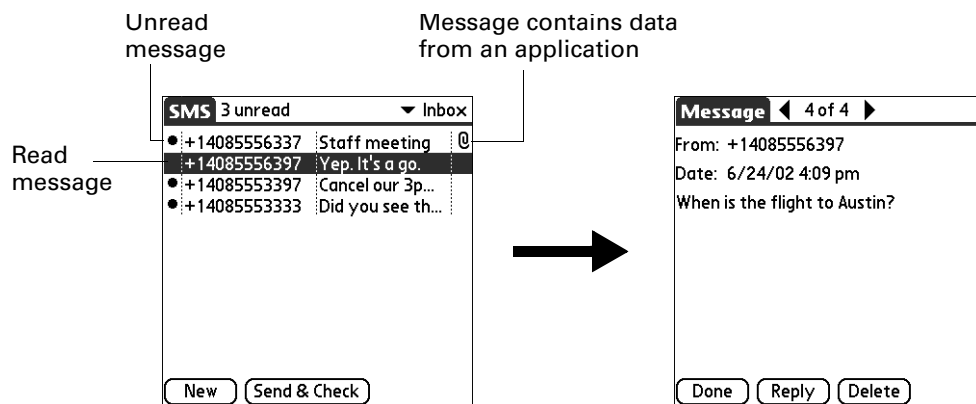 Unread
message
Message contains data
from an application
Read
message
SMS 3 unread Inbox
+14085556337 Staff meeting
+14085556397 Yep. It's a go.
+14085553397 Cancel our 3p...
+14085553333 Did you see th...
New Send & Check
Message 4 of 4
From: +14085556397
Date: 6/24/02 4:09 pm
When is the flight to Austin?
Done Reply Delete